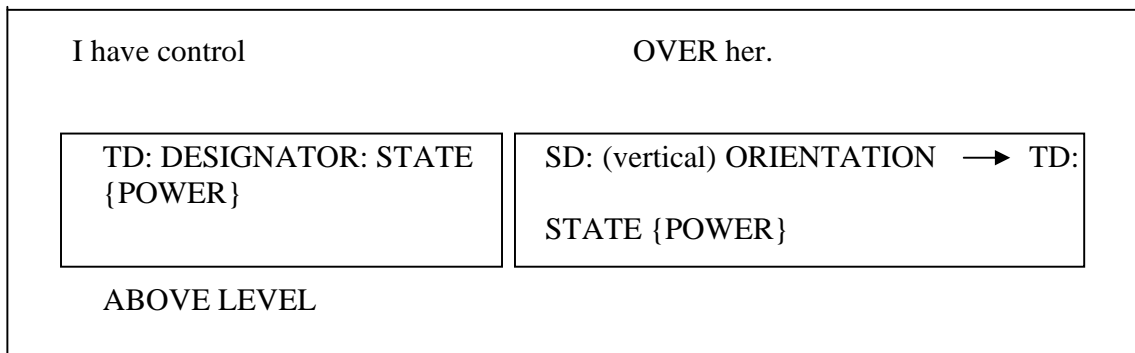 I have control OVER her.
TD: DESIGNATOR: STATE
{POWER}
SD: (vertical) ORIENTATION → TD:
STATE {POWER}
ABOVE LEVEL